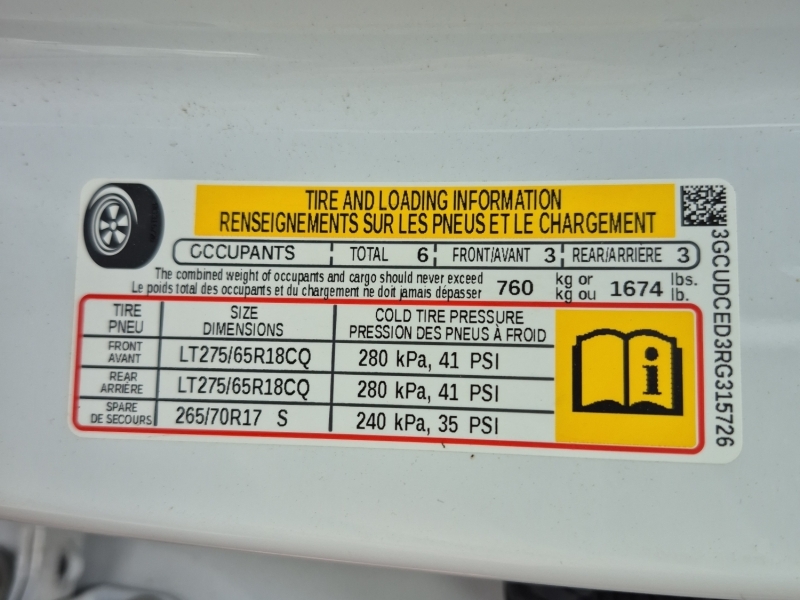 TIRE AND LOADING INFORMATION
RENSEIGNEMENTS SUR LES PNEUS ET LE CHARGEMENT
OCCUPANTS TOTAL 6 FRONT/AVANT 3 REAR/ARRIÈRE 3
The combined weight of occupants and cargo should never exceed 760 kg or 1674 lbs.
Le poids total des occupants et du chargement ne doit jamais dépasser kg ou lb.
TIRE PNEU SIZE DIMENSIONS COLD TIRE PRESSURE PRESSION DES PNEUS À FROID
FRONT AVANT LT275/65R18CQ 280 kPa, 41 PSI
REAR ARRIÈRE LT275/65R18CQ 280 kPa, 41 PSI
SPARE DE SECOURS 265/70R17 S 240 kPa, 35 PSI
i
3GCUDCED3RG315726